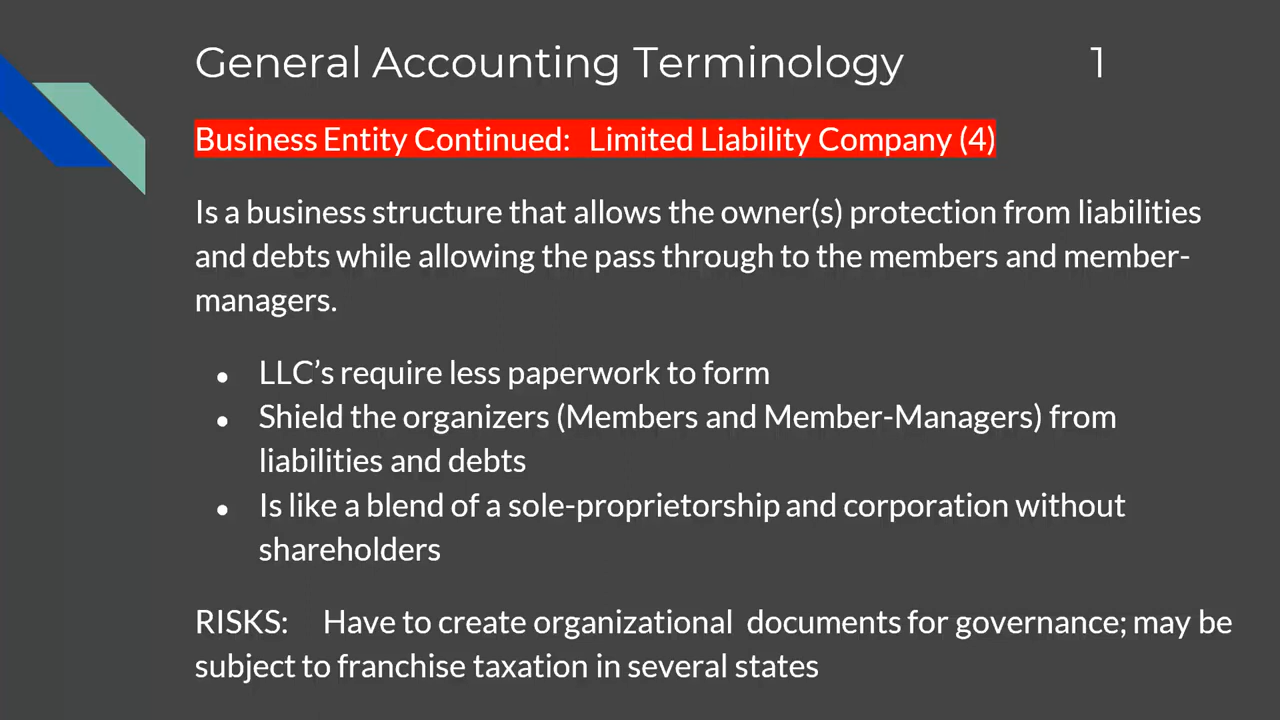 General Accounting Terminology 1
Business Entity Continued: Limited Liability Company (4)
Is a business structure that allows the owner(s) protection from liabilities
and debts while allowing the pass through to the members and member-
managers.
● LLC’s require less paperwork to form
● Shield the organizers (Members and Member-Managers) from
liabilities and debts
● Is like a blend of a sole-proprietorship and corporation without
shareholders
RISKS: Have to create organizational documents for governance; may be
subject to franchise taxation in several states